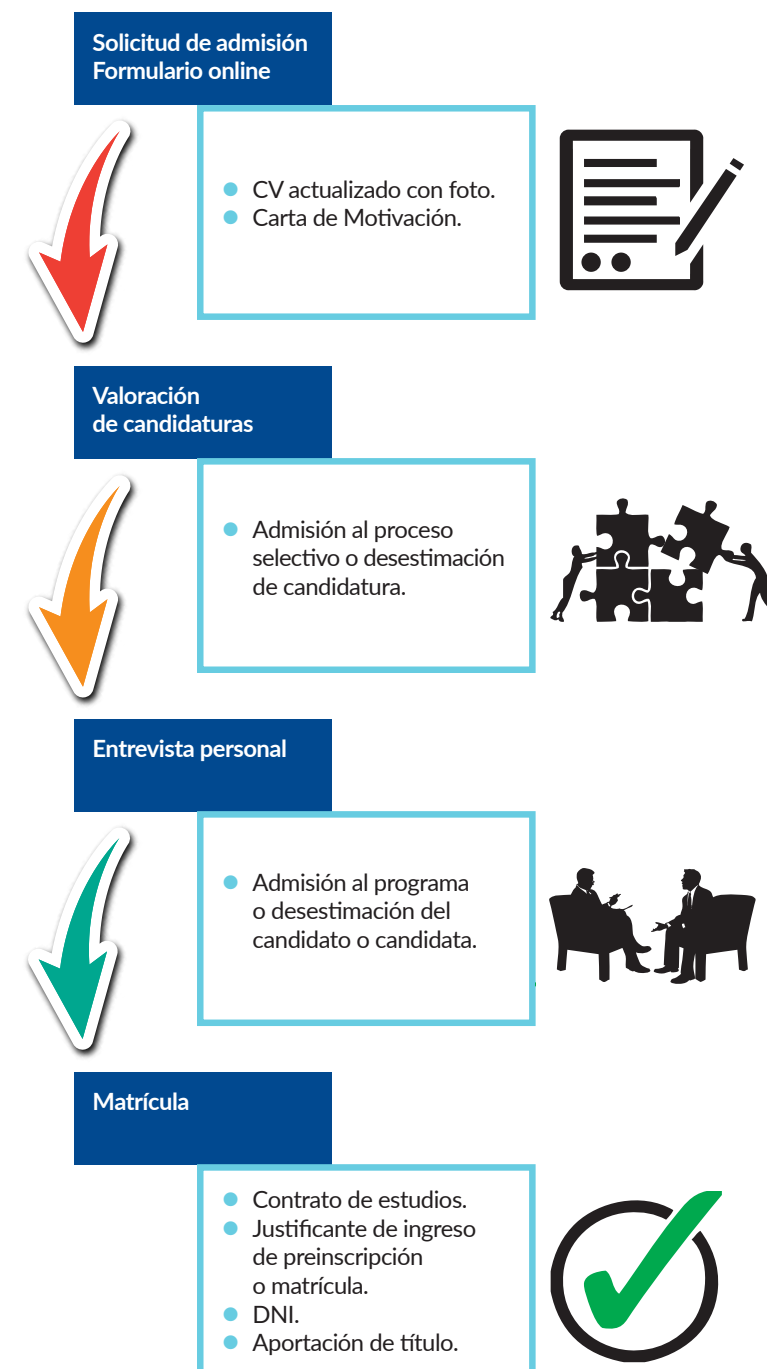 Solicitud de admisión
Formulario online
● CV actualizado con foto.
● Carta de Motivación.
Valoración
de candidaturas
● Admisión al proceso
selectivo o desestimación
de candidatura.
Entrevista personal
● Admisión al programa
o desestimación del
candidato o candidata.
Matrícula
● Contrato de estudios.
● Justificante de ingreso
de preinscripción
o matrícula.
● DNI.
● Aportación de título.